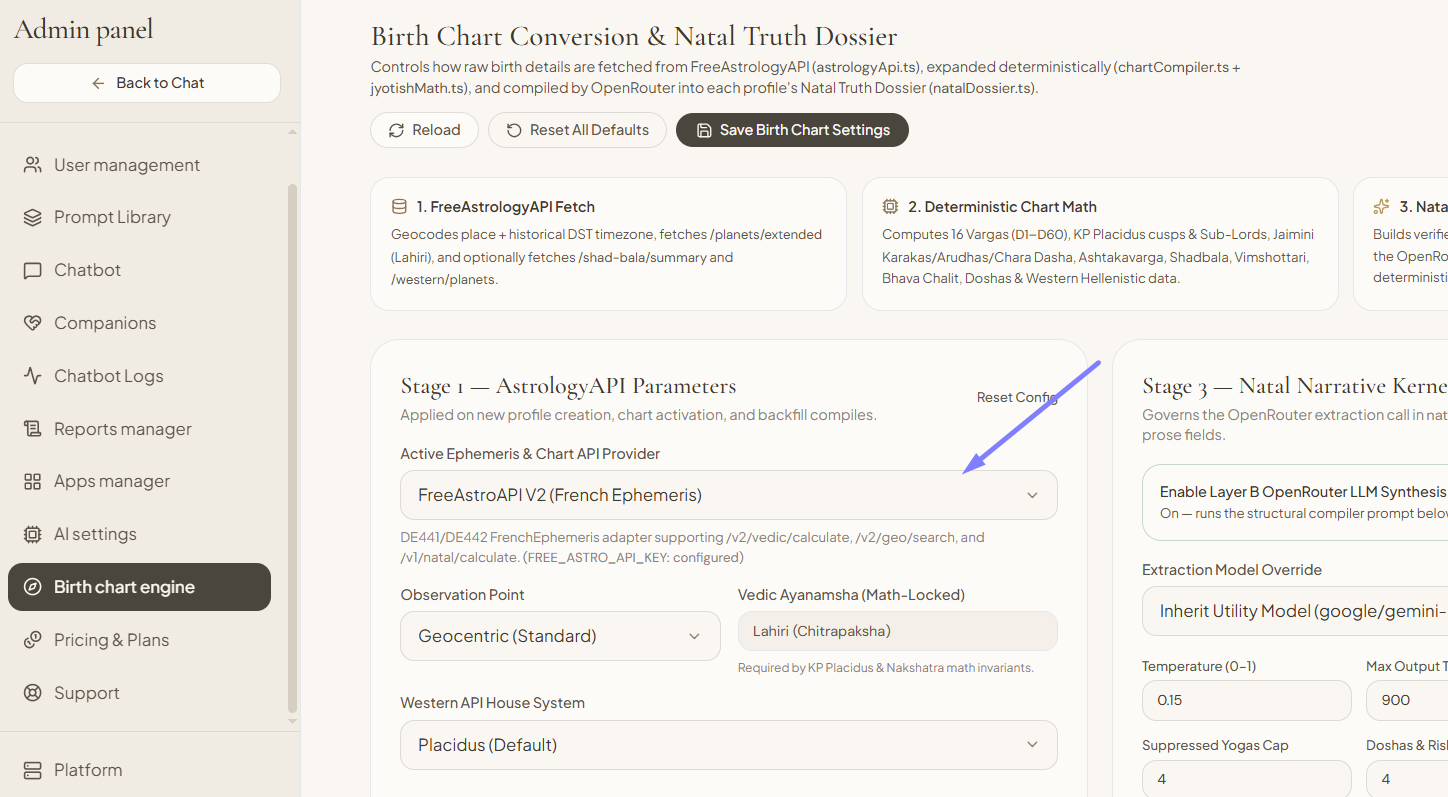 Admin panel
Back to Chat
User management
Prompt Library
Chatbot
Companions
Chatbot Logs
Reports manager
Apps manager
AI settings
Birth chart engine
Pricing & Plans
Support
Platform
Birth Chart Conversion & Natal Truth Dossier
Controls how raw birth details are fetched from FreeAstrologyAPI (astrologyApi.ts), expanded deterministically (chartCompiler.ts +
jyotishMath.ts), and compiled by OpenRouter into each profile's Natal Truth Dossier (natalDossier.ts).
Reload
Reset All Defaults
Save Birth Chart Settings
1. FreeAstrologyAPI Fetch
Geocodes place + historical DST timezone, fetches /planets/extended
(Lahiri), and optionally fetches /shad-bala/summary and
/western/planets.
2. Deterministic Chart Math
Computes 16 Vargas (D1–D60), KP Placidus cusps & Sub-Lords, Jaimini
Karakas/Arudhas/Chara Dasha, Ashtakavarga, Shadbala, Vimshottari,
Bhava Chalit, Doshas & Western Hellenistic data.
3. Nata
Builds verifie
the OpenRo
deterministi
Stage 1 — AstrologyAPI Parameters
Reset Config
Applied on new profile creation, chart activation, and backfill compiles.
Active Ephemeris & Chart API Provider
FreeAstroAPI V2 (French Ephemeris)
DE441/DE442 FrenchEphemeris adapter supporting /v2/vedic/calculate, /v2/geo/search, and
/v1/natal/calculate. (FREE_ASTRO_API_KEY: configured)
Observation Point
Geocentric (Standard)
Vedic Ayanamsha (Math-Locked)
Lahiri (Chitrapaksha)
Required by KP Placidus & Nakshatra math invariants.
Western API House System
Placidus (Default)
Stage 3 — Natal Narrative Kerne
Governs the OpenRouter extraction call in nat
prose fields.
Enable Layer B OpenRouter LLM Synthesis
On — runs the structural compiler prompt belov
Extraction Model Override
Inherit Utility Model (google/gemini-
Temperature (0–1)
0.15
Max Output T
900
Suppressed Yogas Cap
4
Doshas & Risl
4